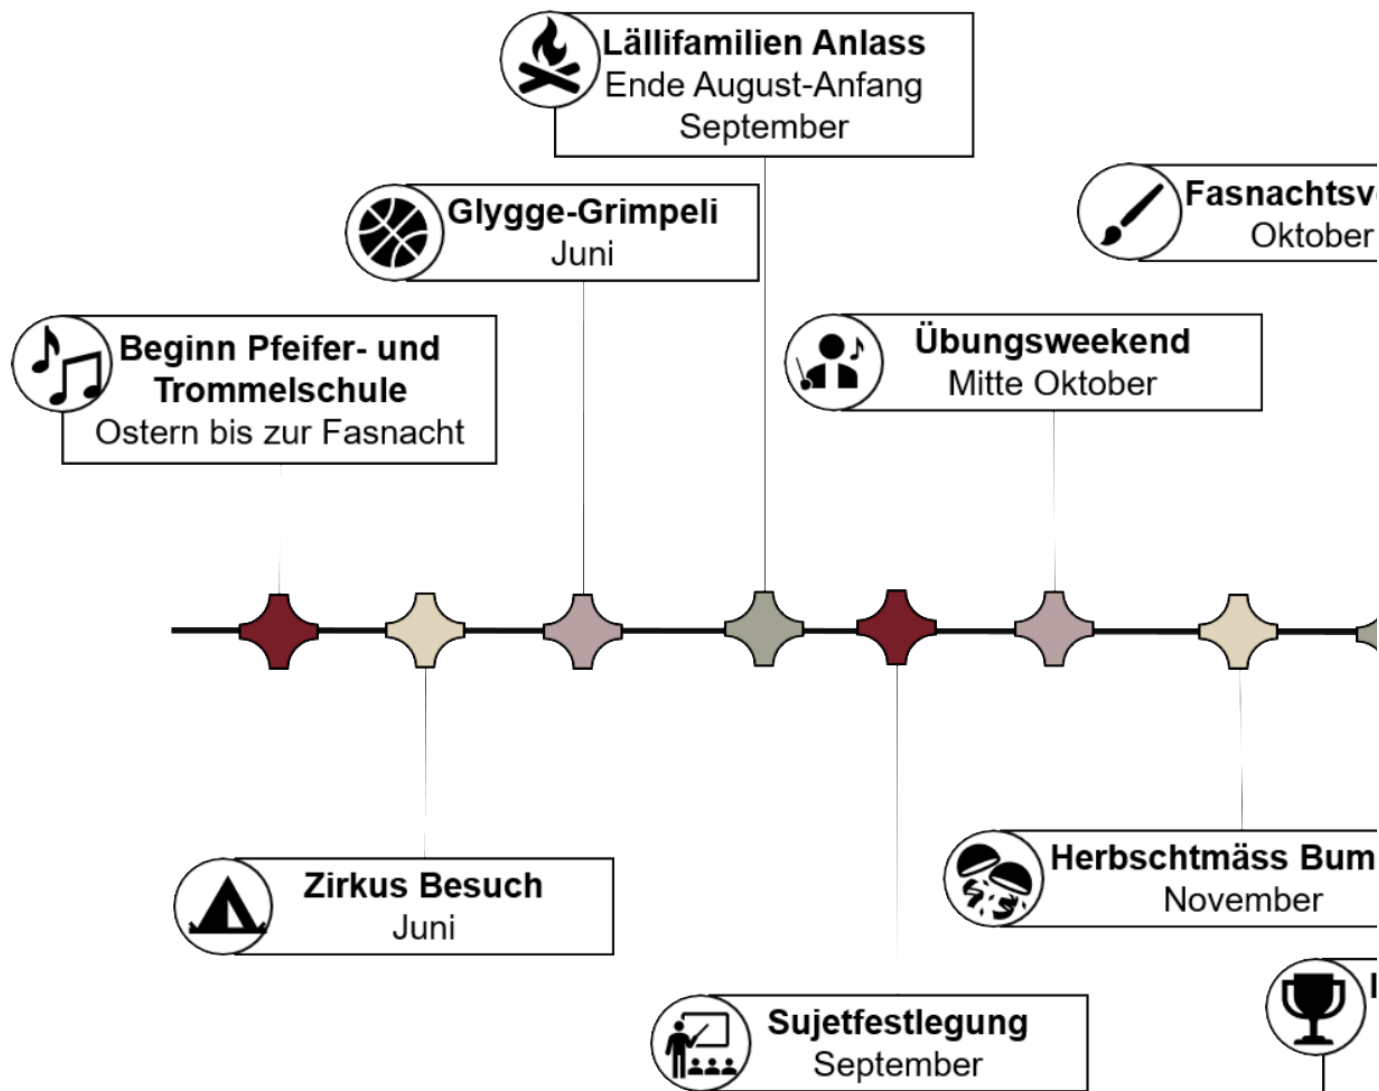 Lällifamilien Anlass
Ende August-Anfang
September
Glygge-Grimpeli
Juni
Oktober
Beginn Pfeifer- und
Trommelschule
Ostern bis zur Fasnacht
Übungsweekend
Mitte Oktober
Zirkus Besuch
Juni
Herbschtmäss
November
Sujetfestlegung
September